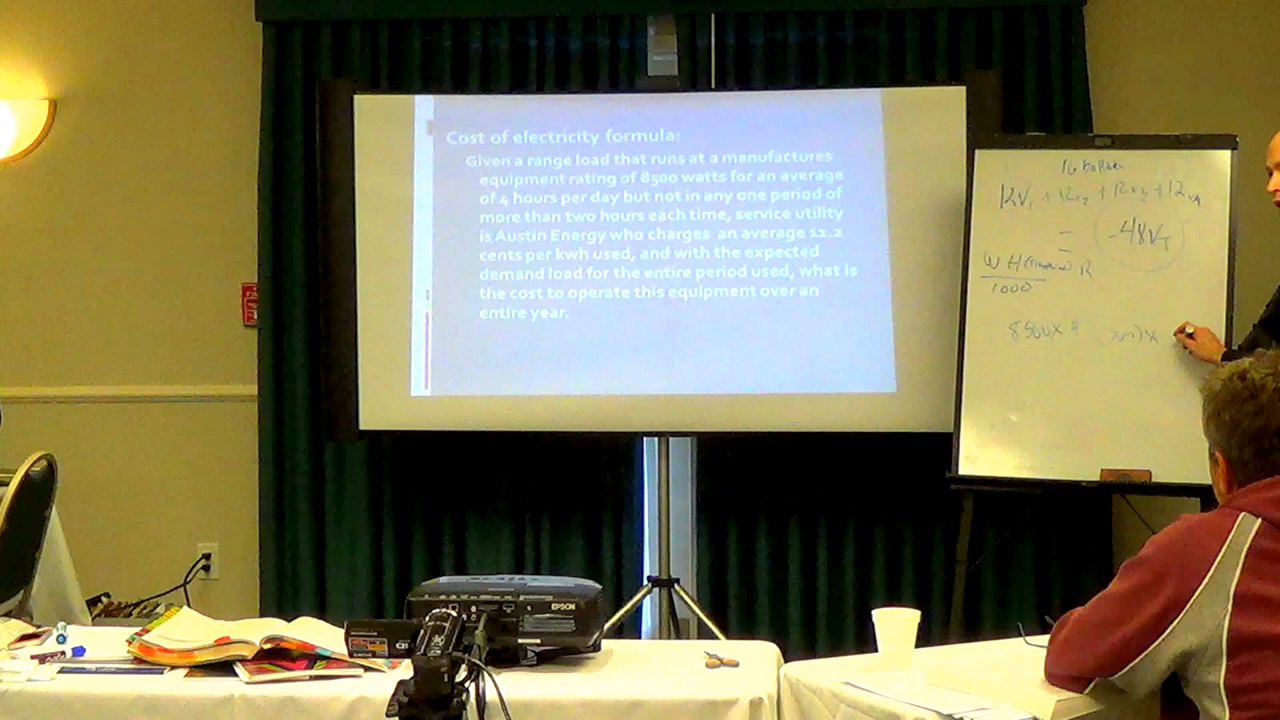 Cost of electricity formula:
Given a range load that runs at a manufactures
equipment rating of 8500 watts for an average
of 4 hours per day but not in any one period of
more than two hours each time, service utility
is Austin Energy who charges an average 11.2
cents per kwh used, and with the expected
demand load for the entire period used, what is
the cost to operate this equipment over an
entire year.
12V1 + 12V2 + 12V3 + 12V4
= -48VT
W H R
1000
8500 X 4
EPSON